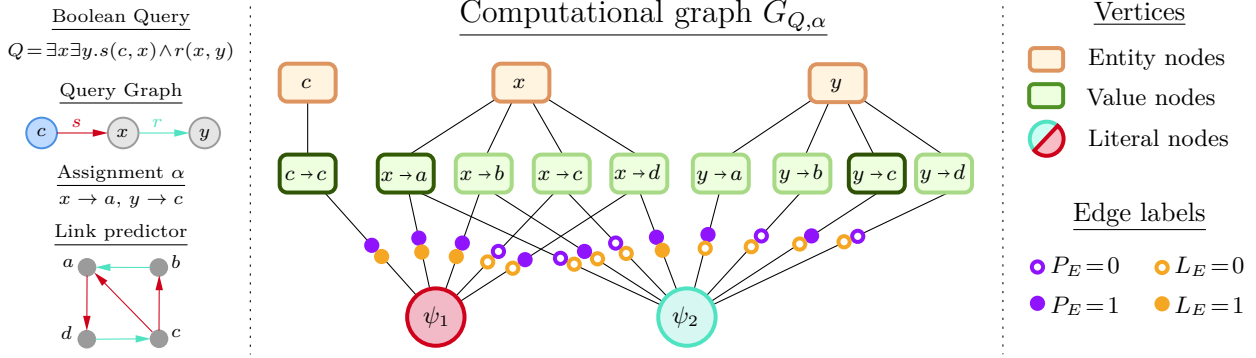 Boolean Query
Q = ∃x∃y.s(c, x) ∧ r(x, y)
Query Graph
c s x r y
Assignment α
x → a, y → c
Link predictor
a b
d c
Computational graph G_{Q,α}
c x y
c → c x → a x → b x → c x → d y → a y → b y → c y → d
ψ₁ ψ₂
Vertices
Entity nodes
Value nodes
Literal nodes
Edge labels
P_E = 0 L_E = 0
P_E = 1 L_E = 1